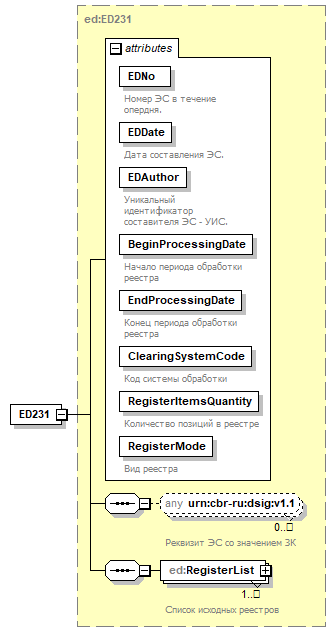 ed:ED231
attributes
EDNo
Номер ЭС в течение
опердня.
EDDate
Дата составления ЭС.
EDAuthor
Уникальный
идентификатор
составителя ЭС - УИС.
BeginProcessingDate
Начало периода обработки
реестра
EndProcessingDate
Конец периода обработки
реестра
ClearingSystemCode
Код системы обработки
RegisterItemsQuantity
Количество позиций в реестре
RegisterMode
Вид реестра
ED231
any urn:cbr-ru:dsig:v1.1
0..□
Реквизит ЭС со значением ЗК
ed:RegisterList
1..□
Список исходных реестров